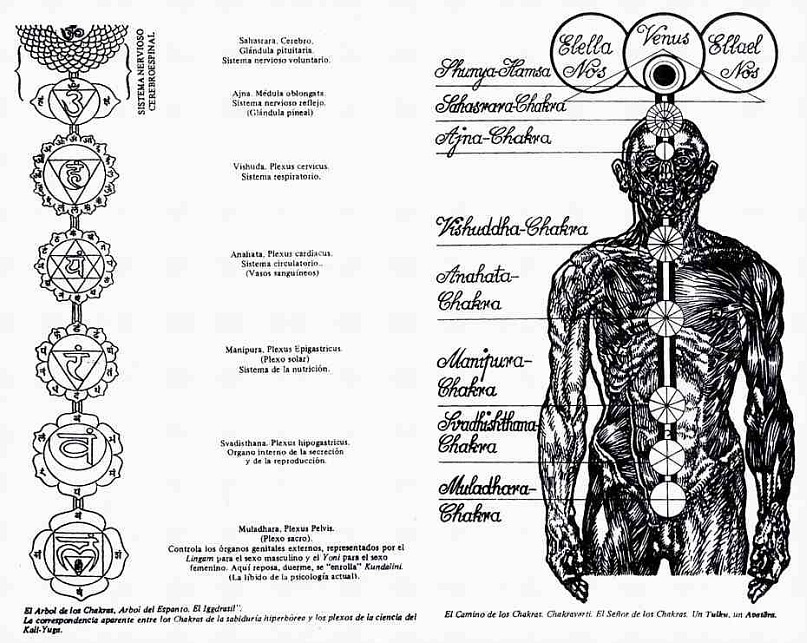 ॐ
SISTEMA NERVIOSO
CEREBROESPINAL
Sahasrara. Cerebro.
Glándula pituitaria.
Sistema nervioso voluntario.
Ajna. Médula oblongata.
Sistema nervioso reflejo.
(Glándula pineal)
Vishuda. Plexus cervicus.
Sistema respiratorio.
Anahata. Plexus cardiacus.
Sistema circulatorio..
(Vasos sanguíneos)
Manipura. Plexus Epigastricus
(Plexo solar)
Sistema de la nutrición.
Svadisthana. Plexus hipogastricus.
Organo interno de la secreción
y de la reproducción.
Muladhara. Plexus Pelvis.
(Plexo sacro).
Controla los órganos genitales externos, representados por el
Lingam para el sexo masculino y el Yoni para el sexo
femenino. Aquí reposa, duerme, se "enrolla" Kundalini.
(La libido de la psicología actual).
ॐ
हं
यं
रं
वं
लं
El Arbol de los Chakras, Arbol del Espanto. El Iggdrasil".
La correspondencia aparente entre los Chakras de la sabiduría hiperbórea y los plexos de la ciencia del
Kali-Yuga.
Elella
Nos
Venus
Ellael
Nos
Shunya-Hamsa
Sahasrara-Chakra
Ajna-Chakra
Vishuddha-Chakra
Anahata-
Chakra
Manipura-
Chakra
Svadhishthana-
Chakra
Muladhara-
Chakra
El Camino de los Chakras. Chakravarti. El Señor de los Chakras. Un Tulku, un Avatâra.